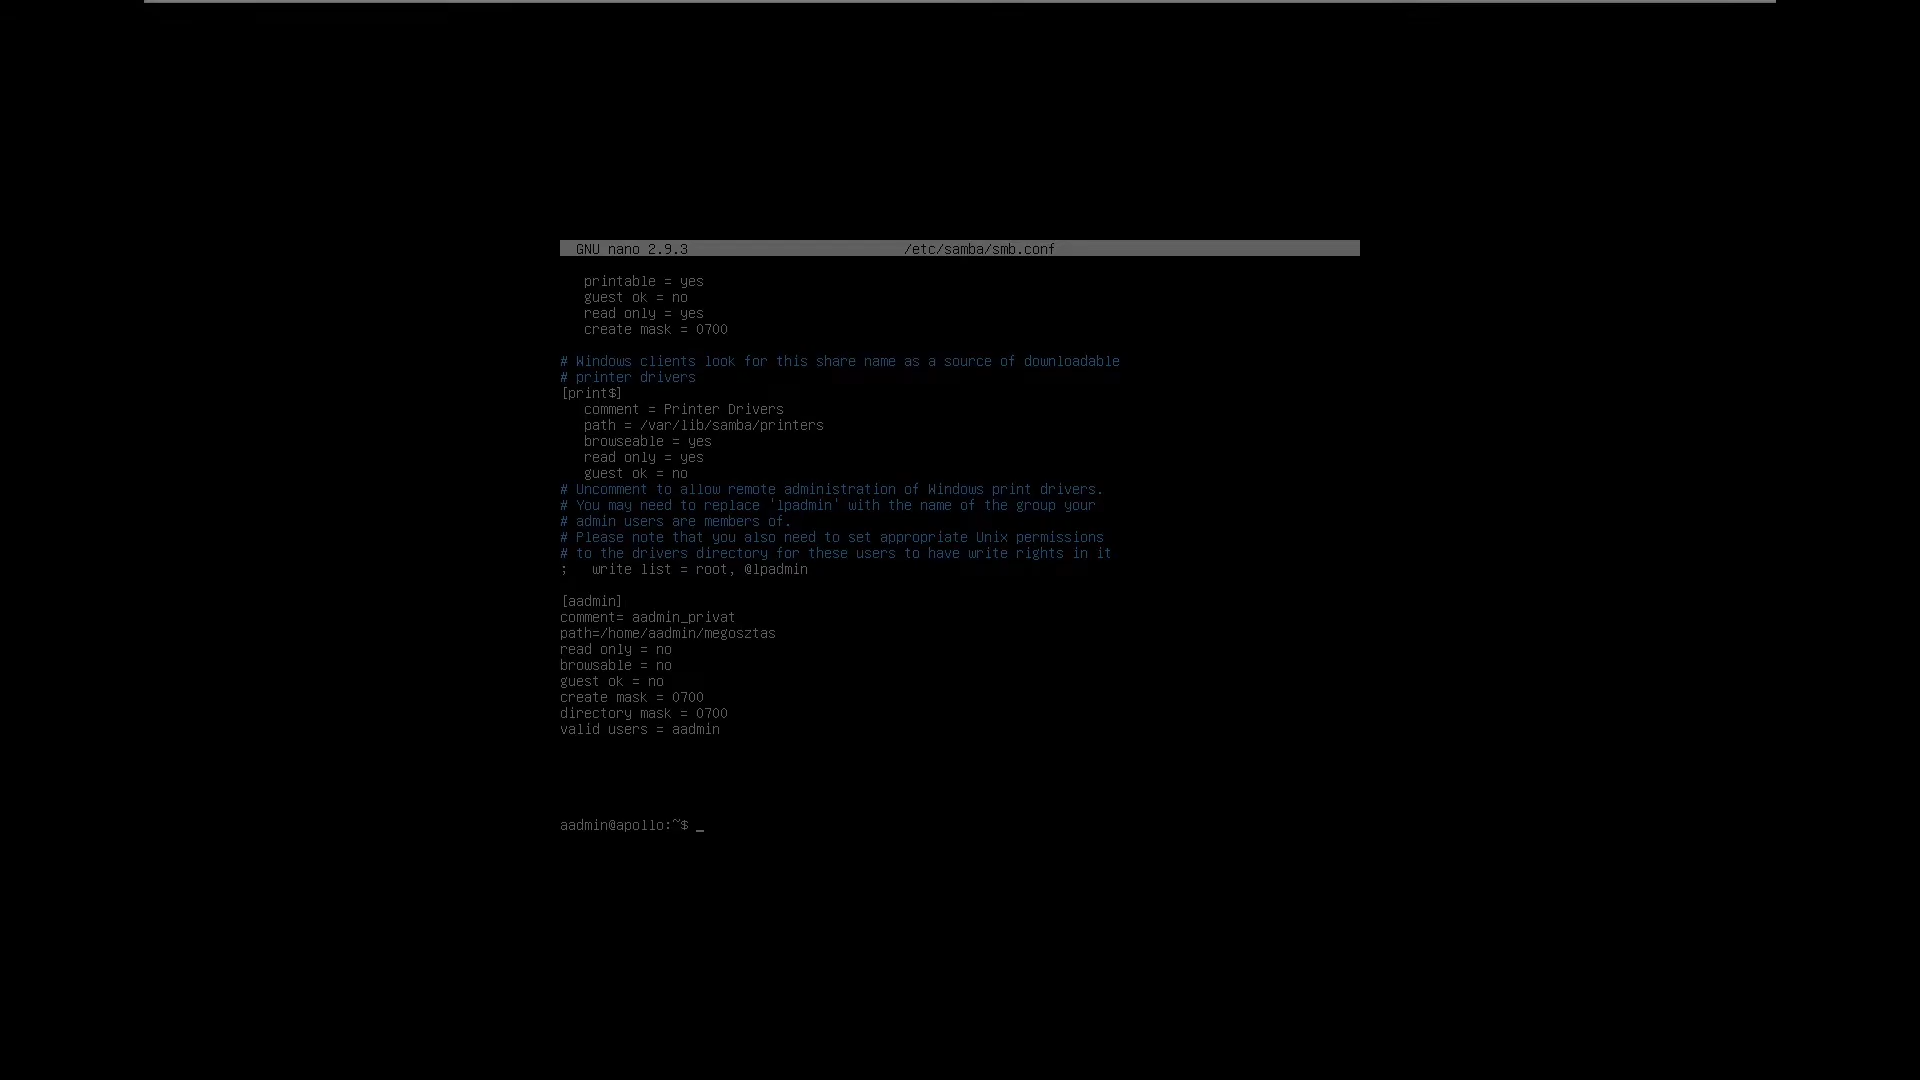 GNU nano 2.9.3 /etc/samba/smb.conf
printable = yes
guest ok = no
read only = yes
create mask = 0700
# Windows clients look for this share name as a source of downloadable
# printer drivers
[print$]
comment = Printer Drivers
path = /var/lib/samba/printers
browseable = yes
read only = yes
guest ok = no
# Uncomment to allow remote administration of Windows print drivers.
# You may need to replace 'lpadmin' with the name of the group your
# admin users are members of.
# Please note that you also need to set appropriate Unix permissions
# to the drivers directory for these users to have write rights in it
;   write list = root, @lpadmin
[aadmin]
comment= aadmin_privat
path=/home/aadmin/megosztas
read only = no
browsable = no
guest ok = no
create mask = 0700
directory mask = 0700
valid users = aadmin
aadmin@apollo:~$ _